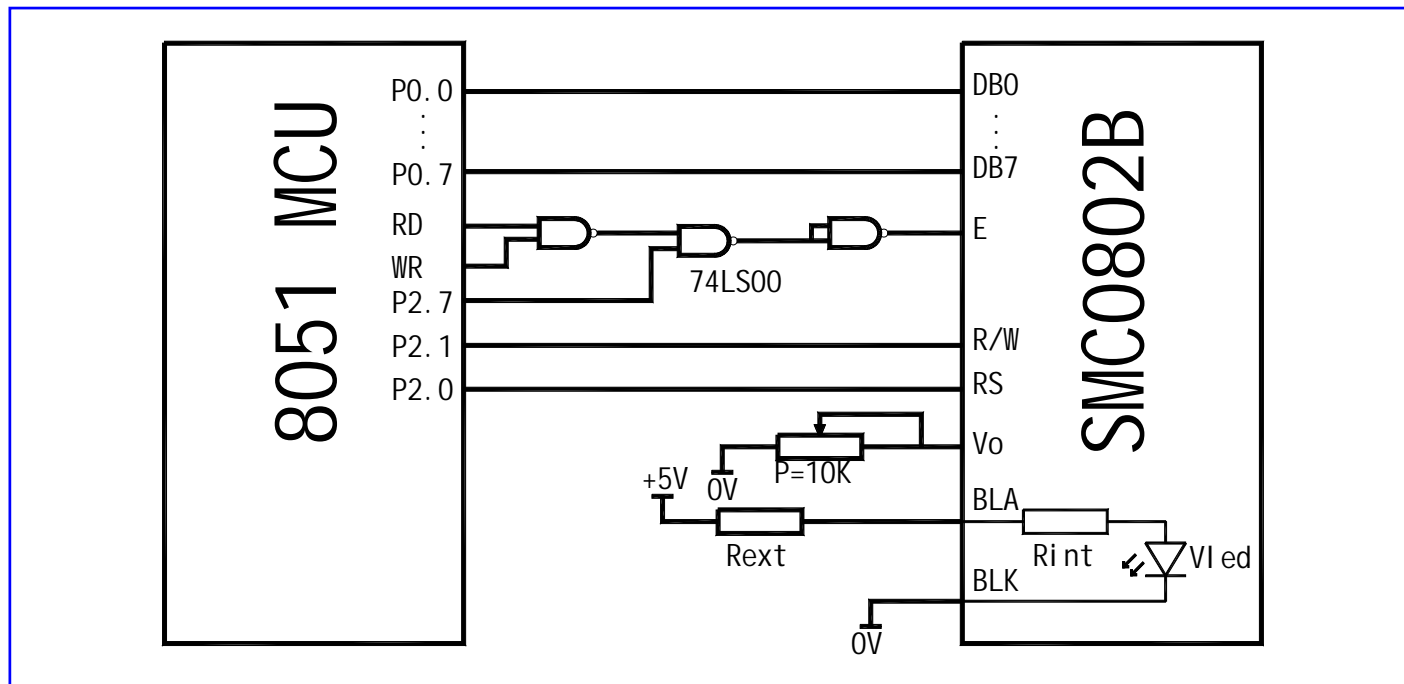 8051 MCU
P0.0
P0.7
RD
WR
P2.7
P2.1
P2.0
74LS00
P=10K
0V
+5V
Rext
0V
SMC0802B
DB0
DB7
E
R/W
RS
Vo
BLA
BLK
Rint
Vled